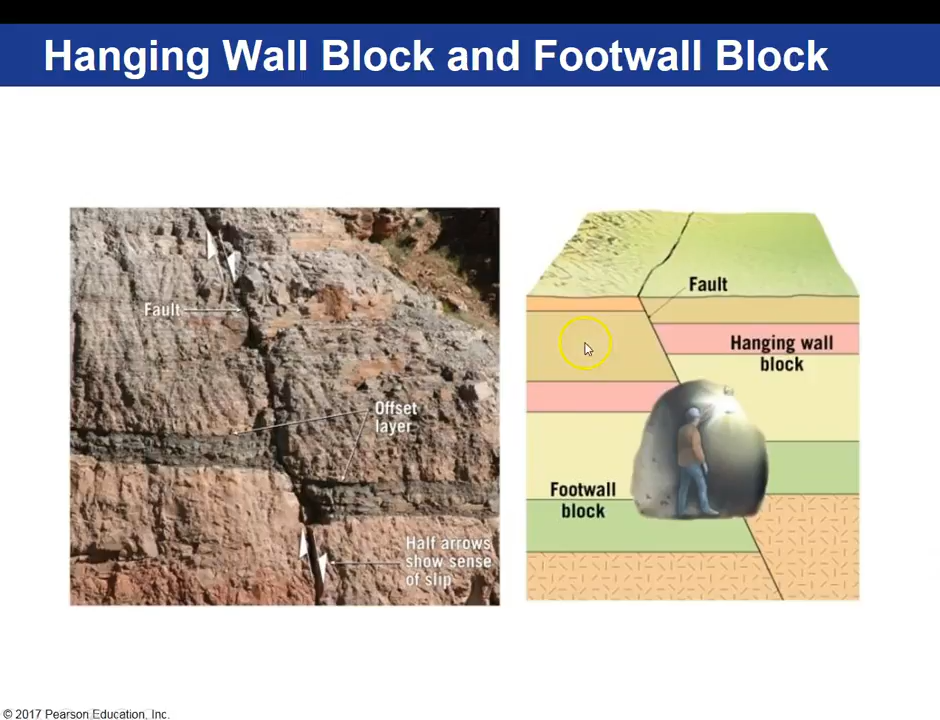 Hanging Wall Block and Footwall Block
Fault
Offset
layer
Half arrows
show sense
of slip
Fault
Hanging wall
block
Footwall
block
© 2017 Pearson Education, Inc.